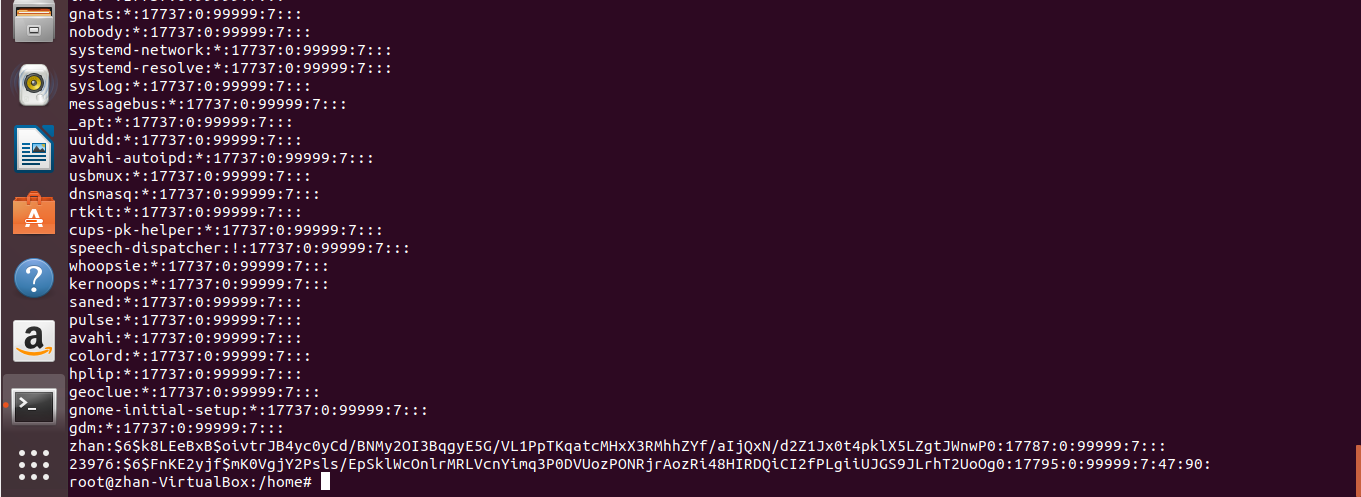 gnats:*:17737:0:99999:7:::
nobody:*:17737:0:99999:7:::
systemd-network:*:17737:0:99999:7:::
systemd-resolve:*:17737:0:99999:7:::
syslog:*:17737:0:99999:7:::
messagebus:*:17737:0:99999:7:::
_apt:*:17737:0:99999:7:::
uuidd:*:17737:0:99999:7:::
avahi-autoipd:*:17737:0:99999:7:::
usbmux:*:17737:0:99999:7:::
dnsmasq:*:17737:0:99999:7:::
rtkit:*:17737:0:99999:7:::
cups-pk-helper:*:17737:0:99999:7:::
speech-dispatcher:!:17737:0:99999:7:::
whoopsie:*:17737:0:99999:7:::
kernoops:*:17737:0:99999:7:::
saned:*:17737:0:99999:7:::
pulse:*:17737:0:99999:7:::
avahi:*:17737:0:99999:7:::
colord:*:17737:0:99999:7:::
hplip:*:17737:0:99999:7:::
geoclue:*:17737:0:99999:7:::
gnome-initial-setup:*:17737:0:99999:7:::
gdm:*:17737:0:99999:7:::
zhan:$6$k8LEeBxB$oivtrJB4yc0yCd/BNMy2OI3BqgyE5G/VL1PpTKqatcMHxX3RMhhZYf/aIjQxN/d2Z1Jx0t4pklX5LZgtJWnwP0:17787:0:99999:7:::
23976:$6$FnKE2yjf$mK0VgjY2Psls/EpSklWcOnlrMRLVcnYimq3P0DVUozPONRjrAozRi48HIRDQiCI2fPLgiiUJGS9JLrhT2UoOg0:17795:0:99999:7:47:90:
root@zhan-VirtualBox:/home#